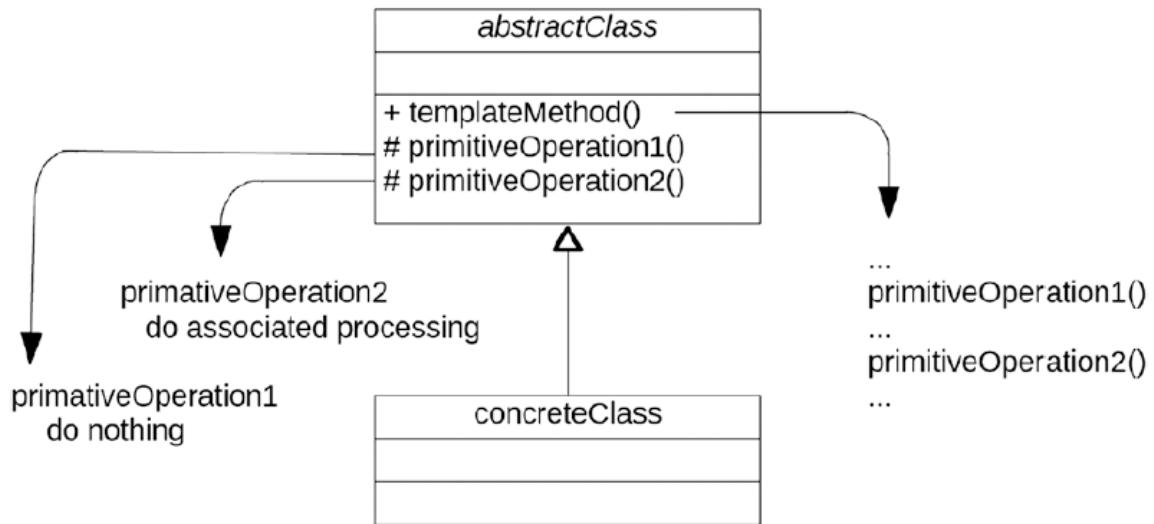 abstractClass
+ templateMethod()
# primitiveOperation1()
# primitiveOperation2()
primativeOperation2
do associated processing
primativeOperation1
do nothing
...
primitiveOperation1()
...
primitiveOperation2()
...
concreteClass